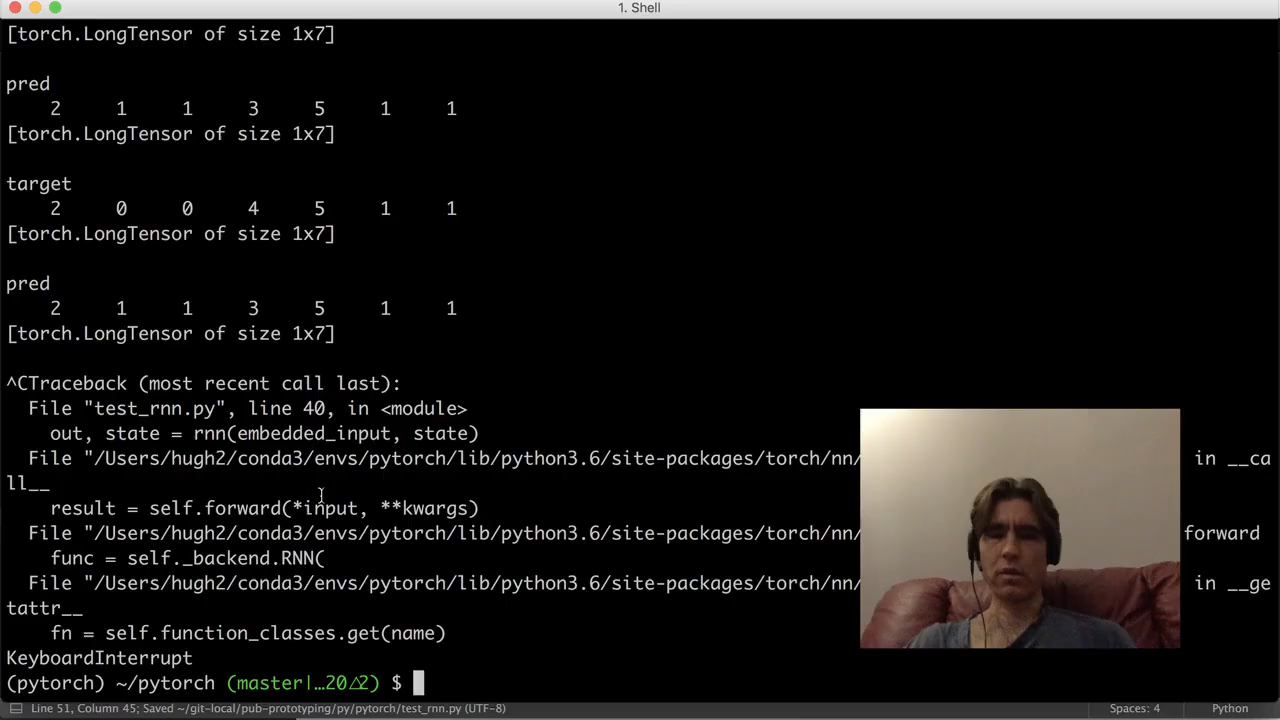 1. Shell
[torch.LongTensor of size 1x7]
pred
2 1 1 3 5 1 1
[torch.LongTensor of size 1x7]
target
2 0 0 4 5 1 1
[torch.LongTensor of size 1x7]
pred
2 1 1 3 5 1 1
[torch.LongTensor of size 1x7]
^CTraceback (most recent call last):
File "test_rnn.py", line 40, in <module>
out, state = rnn(embedded_input, state)
File "/Users/hugh2/conda3/envs/pytorch/lib/python3.6/site-packages/torch/nn/ in __ca
ll__
result = self.forward(*input, **kwargs)
File "/Users/hugh2/conda3/envs/pytorch/lib/python3.6/site-packages/torch/nn/ forward
func = self._backend.RNN(
File "/Users/hugh2/conda3/envs/pytorch/lib/python3.6/site-packages/torch/nn/ in __ge
tattr__
fn = self.function_classes.get(name)
KeyboardInterrupt
(pytorch) ~/pytorch (master|…20△2) $
Line 51, Column 45; Saved ~/git-local/pub-prototyping/py/pytorch/test_rnn.py (UTF-8) Spaces: 4 Python